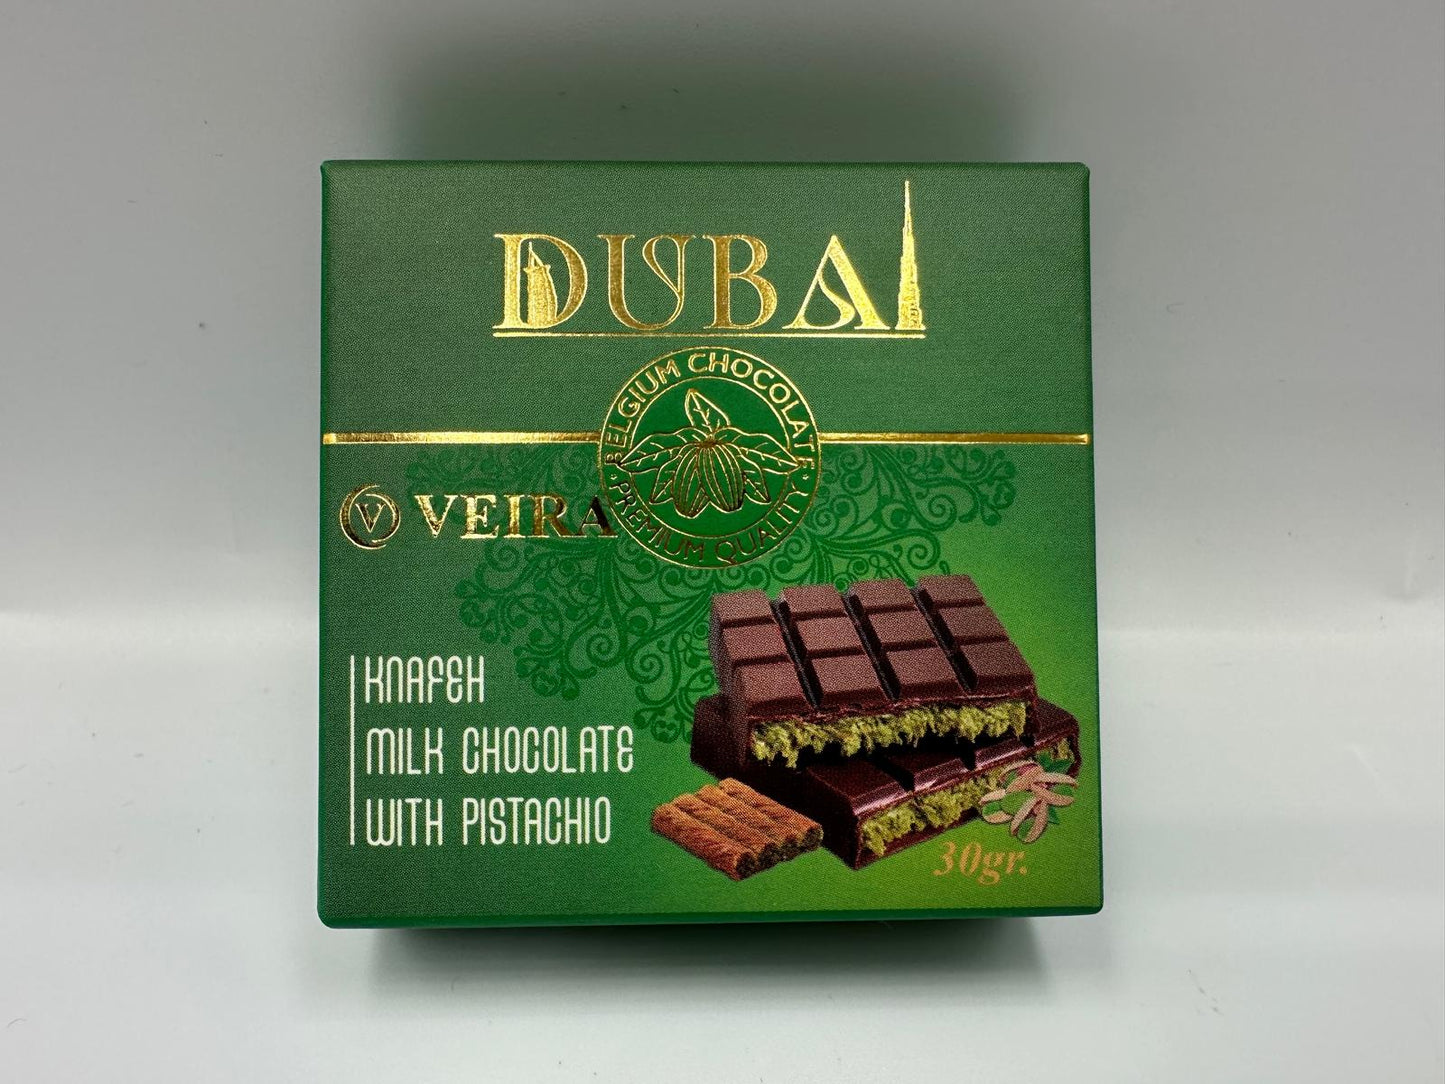 DUBAI
BELGIUM CHOCOLATE
PREMIUM QUALITY
V VEIRA
KNAFEH
MILK CHOCOLATE
WITH PISTACHIO
30gr.